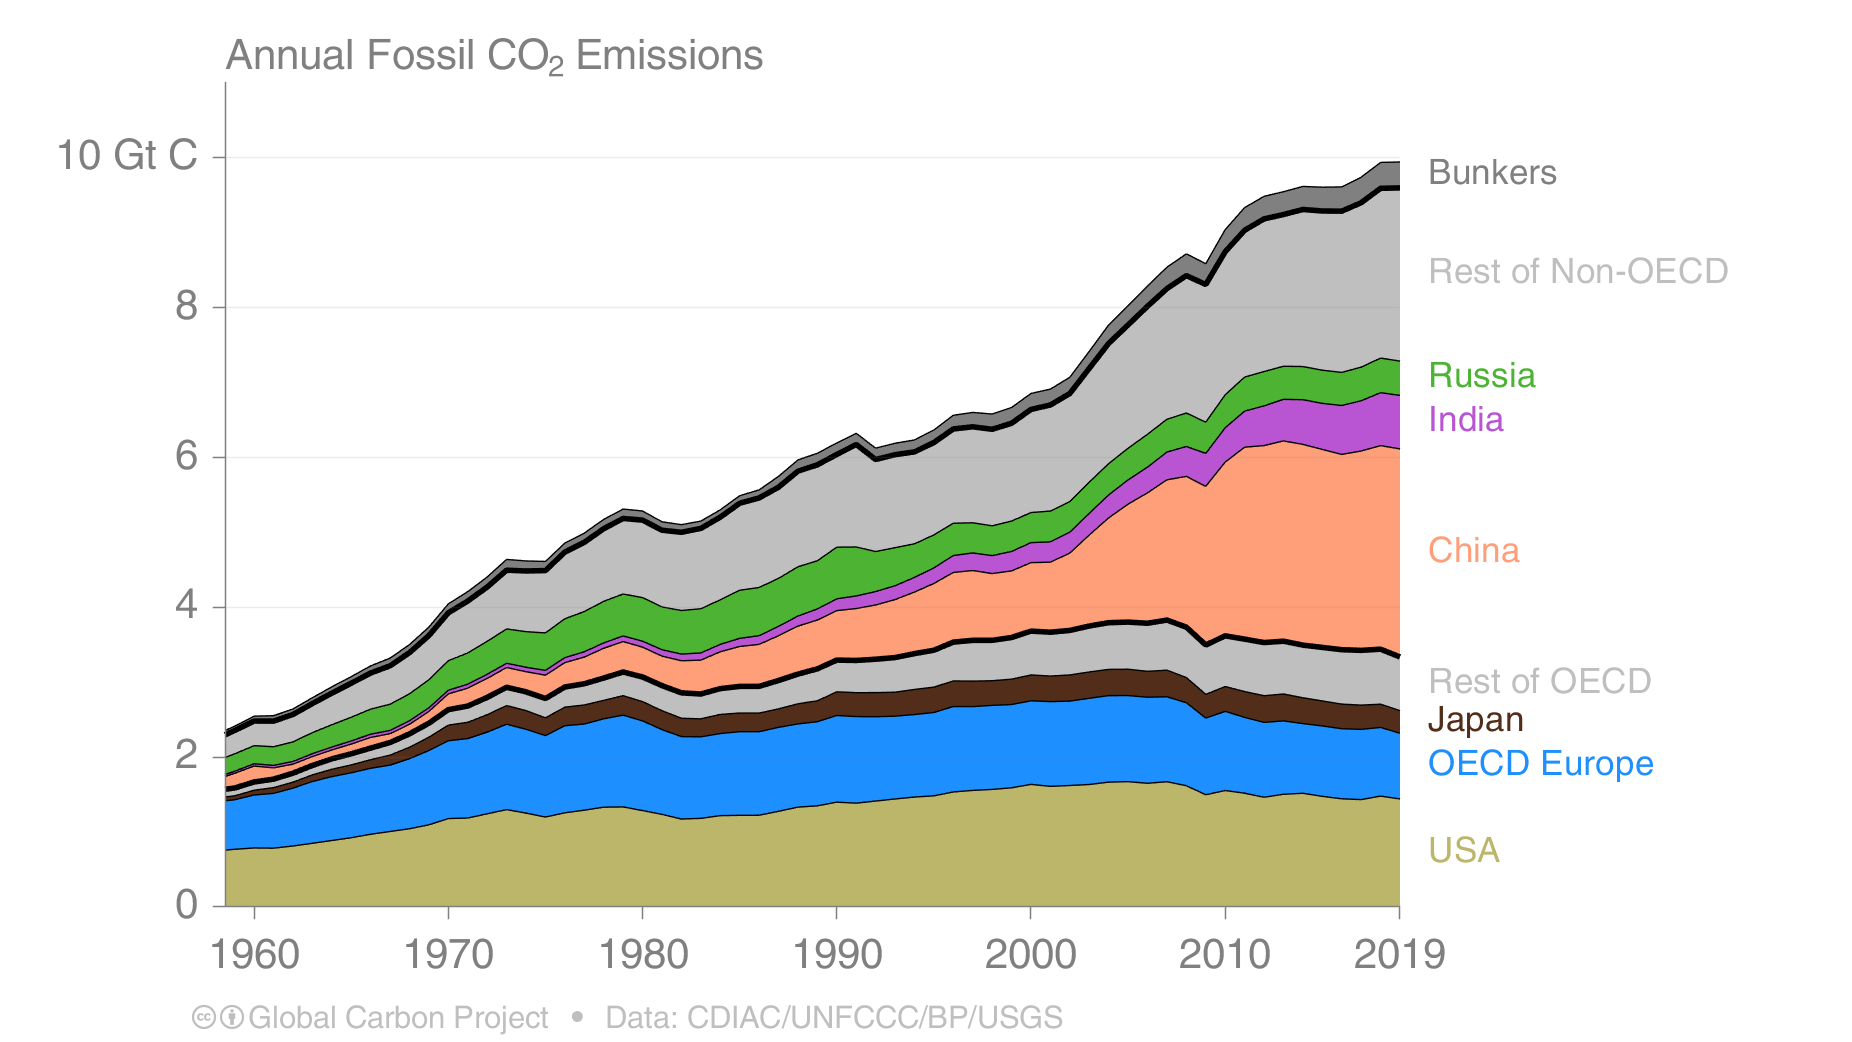 Annual Fossil CO₂ Emissions
10 Gt C
8
6
4
2
0
1960 1970 1980 1990 2000 2010 2019
Bunkers
Rest of Non-OECD
Russia
India
China
Rest of OECD
Japan
OECD Europe
USA
cc Global Carbon Project • Data: CDIAC/UNFCCC/BP/USGS